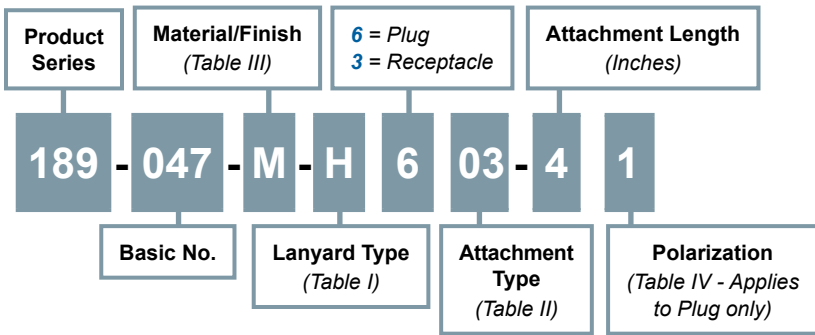 Product
Series
Material/Finish
(Table III)
6 = Plug
3 = Receptacle
Attachment Length
(Inches)
189 - 047 - M - H 6 03 - 4 1
Basic No.
Lanyard Type
(Table I)
Attachment
Type
(Table II)
Polarization
(Table IV - Applies
to Plug only)